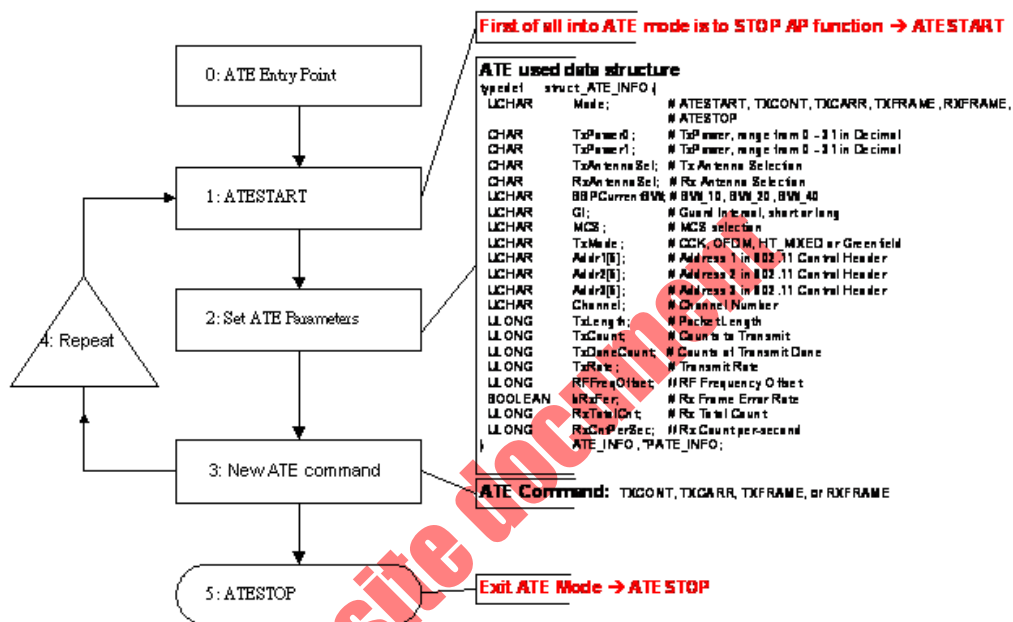 First of all into ATE mode is to STOP AP function → ATESTART
0: ATE Entry Point
1: ATESTART
2: Set ATE Parameters
4: Repeat
3: New ATE command
5: ATESTOP
ATE used data structure
typedef struct_ATE_INFO {
UCHAR Mode; // ATESTART, TXCONT, TXCARR, TXFRAME, RXFRAME,
// ATESTOP
CHAR TxPower0; // TxPower, range from 0 ~ 31 in Decimal
CHAR TxPower1; // TxPower, range from 0 ~ 31 in Decimal
CHAR TxAntennaSel; // Tx Antenna Selection
CHAR RxAntennaSel; // Rx Antenna Selection
UCHAR BBPCurrentBW; // BW_10, BW_20, BW_40
UCHAR GI; // Guard Interval, short or long
UCHAR MCS; // MCS selection
UCHAR TxMode; // CCK, OFDM, HT_MIXED or Greenfield
UCHAR Addr1[6]; // Address 1 in 802.11 Control Header
UCHAR Addr2[6]; // Address 2 in 802.11 Control Header
UCHAR Addr3[6]; // Address 3 in 802.11 Control Header
UCHAR Channel; // Channel Number
ULONG TxLength; // Packet Length
ULONG TxCount; // Counts to Transmit
ULONG TxDoneCount; // Counts of Transmit Done
ULONG TxRate; // Transmit Rate
ULONG RFFreqOffset; // RF Frequency Offset
BOOLEAN bRxFer; // Rx Frame Error Rate
ULONG RxTotalCnt; // Rx Total Count
ULONG RxCntPerSec; // Rx Count per-second
} ATE_INFO, *PATE_INFO;
ATE Command: TXCONT, TXCARR, TXFRAME, or RXFRAME
Exit ATE Mode → ATESTOP
site document